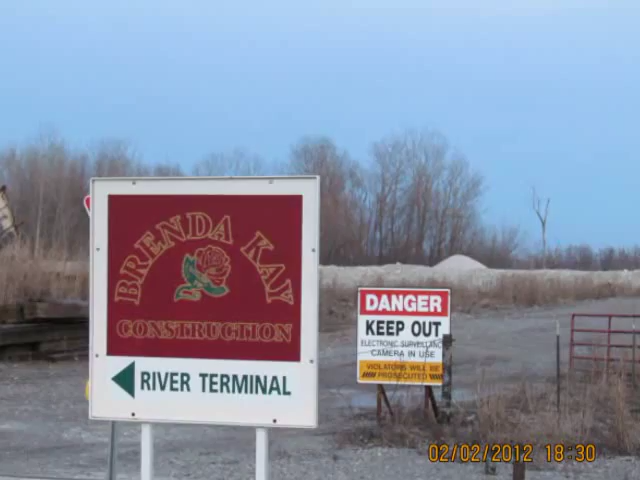 BRENDA KAY
CONSTRUCTION
RIVER TERMINAL
DANGER
KEEP OUT
ELECTRONIC SURVEILLANCE
CAMERA IN USE
VIOLATORS WILL BE
PROSECUTED
02/02/2012 18:30